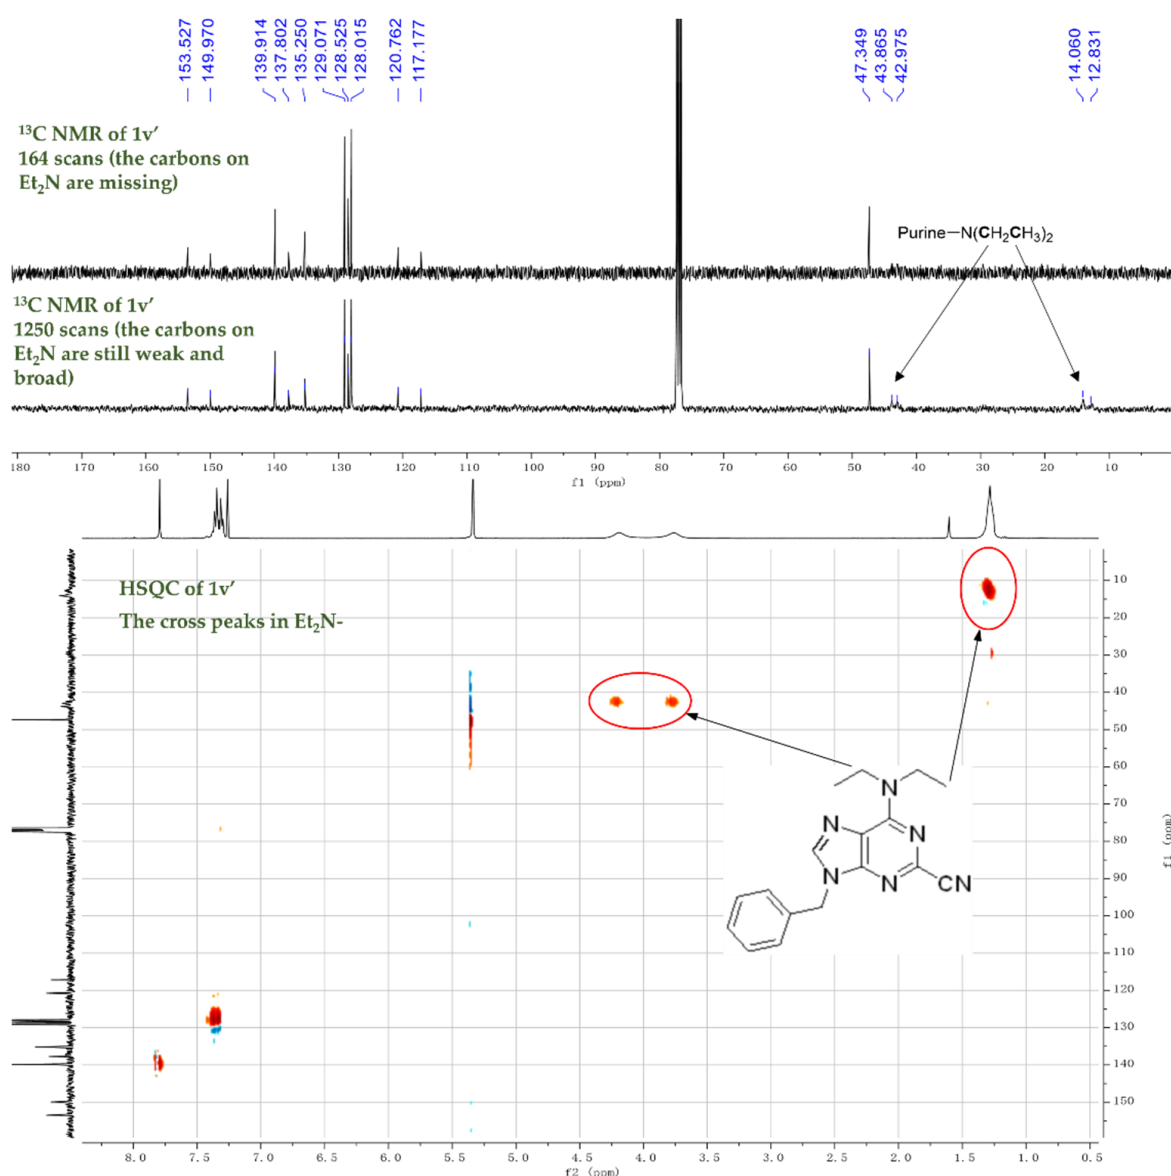 153.527
149.970
139.914
137.802
135.250
129.071
128.525
128.015
120.762
117.177
47.349
43.865
42.975
14.060
12.831
¹³C NMR of 1v′
164 scans (the carbons on
Et₂N are missing)
Purine—N(CH₂CH₃)₂
¹³C NMR of 1v′
1250 scans (the carbons on
Et₂N are still weak and
broad)
180 170 160 150 140 130 120 110 100 90 80 70 60 50 40 30 20 10
f1 (ppm)
HSQC of 1v′
The cross peaks in Et₂N-
10
20
30
40
50
60
70
80
90
100
110
120
130
140
150
f1 (ppm)
N
N
N
N
N
CN
8.0 7.5 7.0 6.5 6.0 5.5 5.0 4.5 4.0 3.5 3.0 2.5 2.0 1.5 1.0 0.5
f2 (ppm)